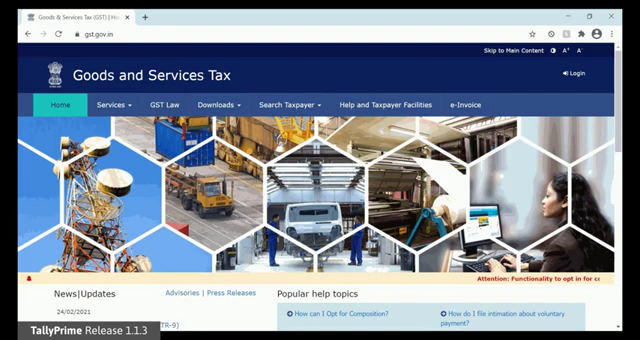 Goods & Services Tax (GST) | Ho
gst.gov.in
Skip to Main Content A+ A-
Goods and Services Tax
Login
Home Services GST Law Downloads Search Taxpayer Help and Taxpayer Facilities e-Invoice
Attention: Functionality to opt in for co
News|Updates Advisories | Press Releases Popular help topics
24/02/2021
How can I Opt for Composition? How do I file intimation about voluntary
payment?
TR-9)
TallyPrime Release 1.1.3